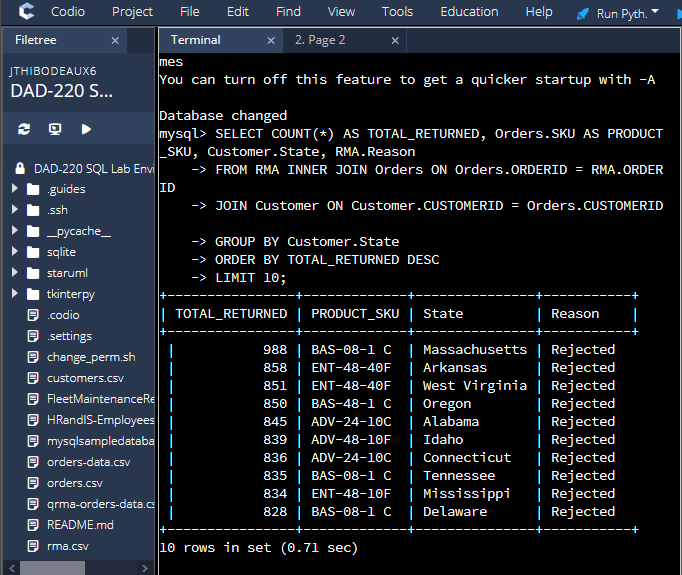 Codio Project File Edit Find View Tools Education Help Run Pyth.
Filetree ×
JTHIBODEAUX6
DAD-220 S...
DAD-220 SQL Lab Envi
.guides
.ssh
__pycache__
sqlite
staruml
tkinterpy
.codio
.settings
change_perm.sh
customers.csv
FleetMaintenanceRe
HRandIS-Employees
mysqlsampledataba
orders-data.csv
orders.csv
qrma-orders-data.cs
README.md
rma.csv
Terminal × 2. Page 2 ×
mes
You can turn off this feature to get a quicker startup with -A
Database changed
mysql> SELECT COUNT(*) AS TOTAL_RETURNED, Orders.SKU AS PRODUCT
_SKU, Customer.State, RMA.Reason
-> FROM RMA INNER JOIN Orders ON Orders.ORDERID = RMA.ORDER
ID
-> JOIN Customer ON Customer.CUSTOMERID = Orders.CUSTOMERID
-> GROUP BY Customer.State
-> ORDER BY TOTAL_RETURNED DESC
-> LIMIT 10;
+----------------+-------------+---------------+-----------+
| TOTAL_RETURNED | PRODUCT_SKU | State | Reason |
+----------------+-------------+---------------+-----------+
| 988 | BAS-08-1 C | Massachusetts | Rejected
| 858 | ENT-48-40F | Arkansas | Rejected
| 851 | ENT-48-40F | West Virginia | Rejected
| 850 | BAS-48-1 C | Oregon | Rejected
| 845 | ADV-24-10C | Alabama | Rejected
| 839 | ADV-48-10F | Idaho | Rejected
| 836 | ADV-24-10C | Connecticut | Rejected
| 835 | BAS-08-1 C | Tennessee | Rejected
| 834 | ENT-48-10F | Mississippi | Rejected
| 828 | BAS-08-1 C | Delaware | Rejected
+----------------+-------------+---------------+-----------+
10 rows in set (0.71 sec)